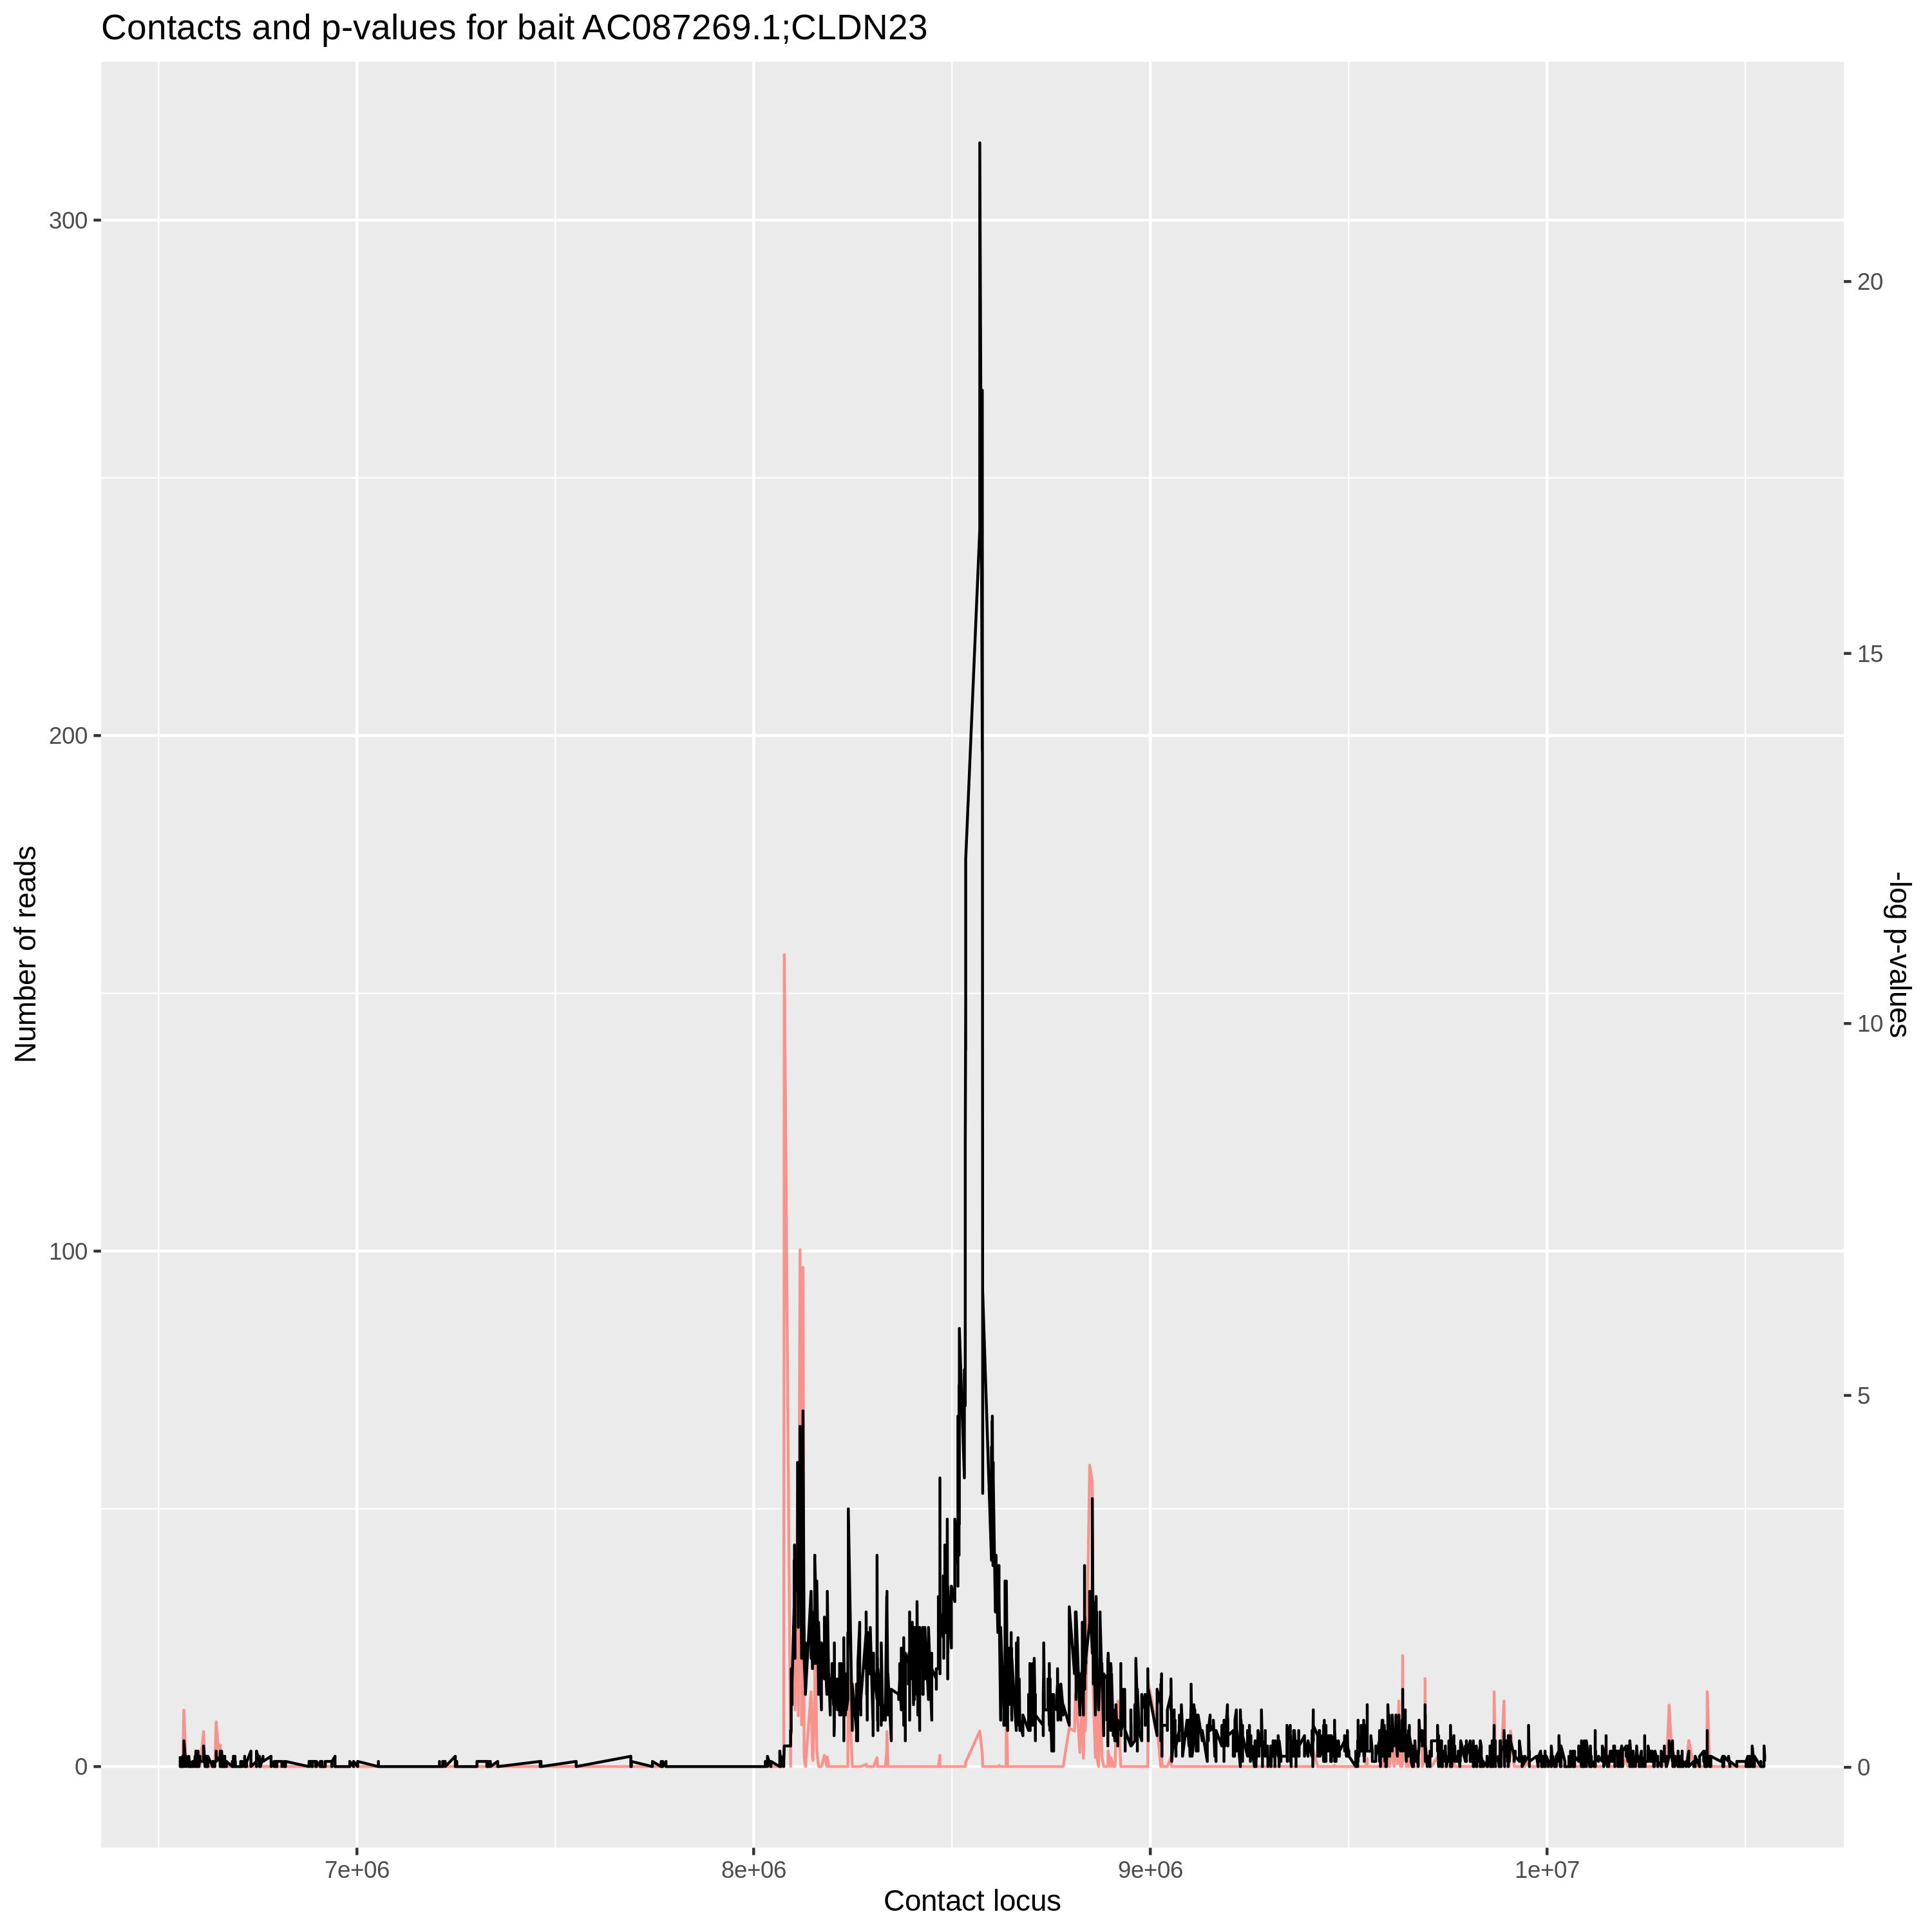 Contacts and p-values for bait AC087269.1;CLDN23
300
200
100
0
Number of reads
20
15
10
5
0
-log p-values
7e+06
8e+06
9e+06
1e+07
Contact locus